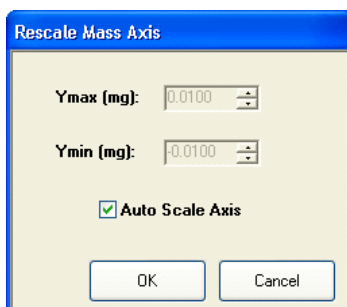 Rescale Mass Axis
Ymax (mg): 0.0100
Ymin (mg): -0.0100
Auto Scale Axis
OK Cancel